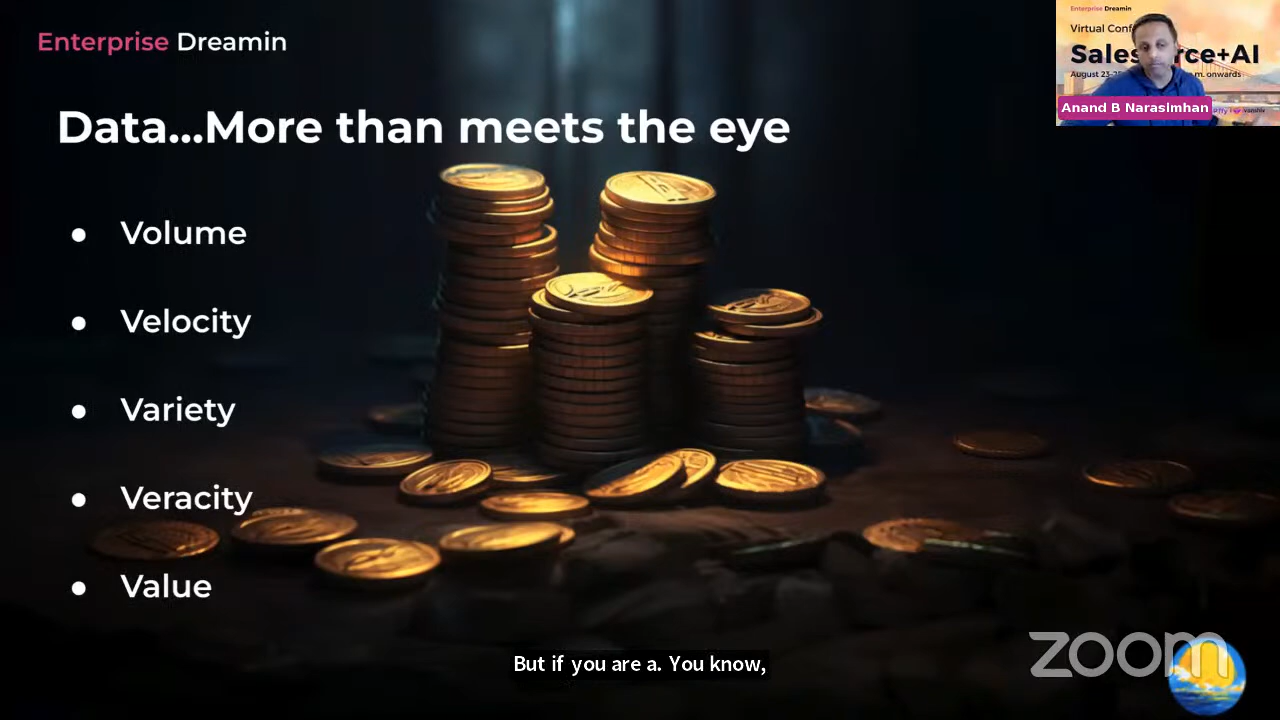 Enterprise Dreamin
Data...More than meets the eye
● Volume
● Velocity
● Variety
● Veracity
● Value
But if you are a. You know,
zoom
Enterprise Dreamin
Virtual Conf
Sales rce+AI
August 23-2 m. onwards
Anand B Narasimhan